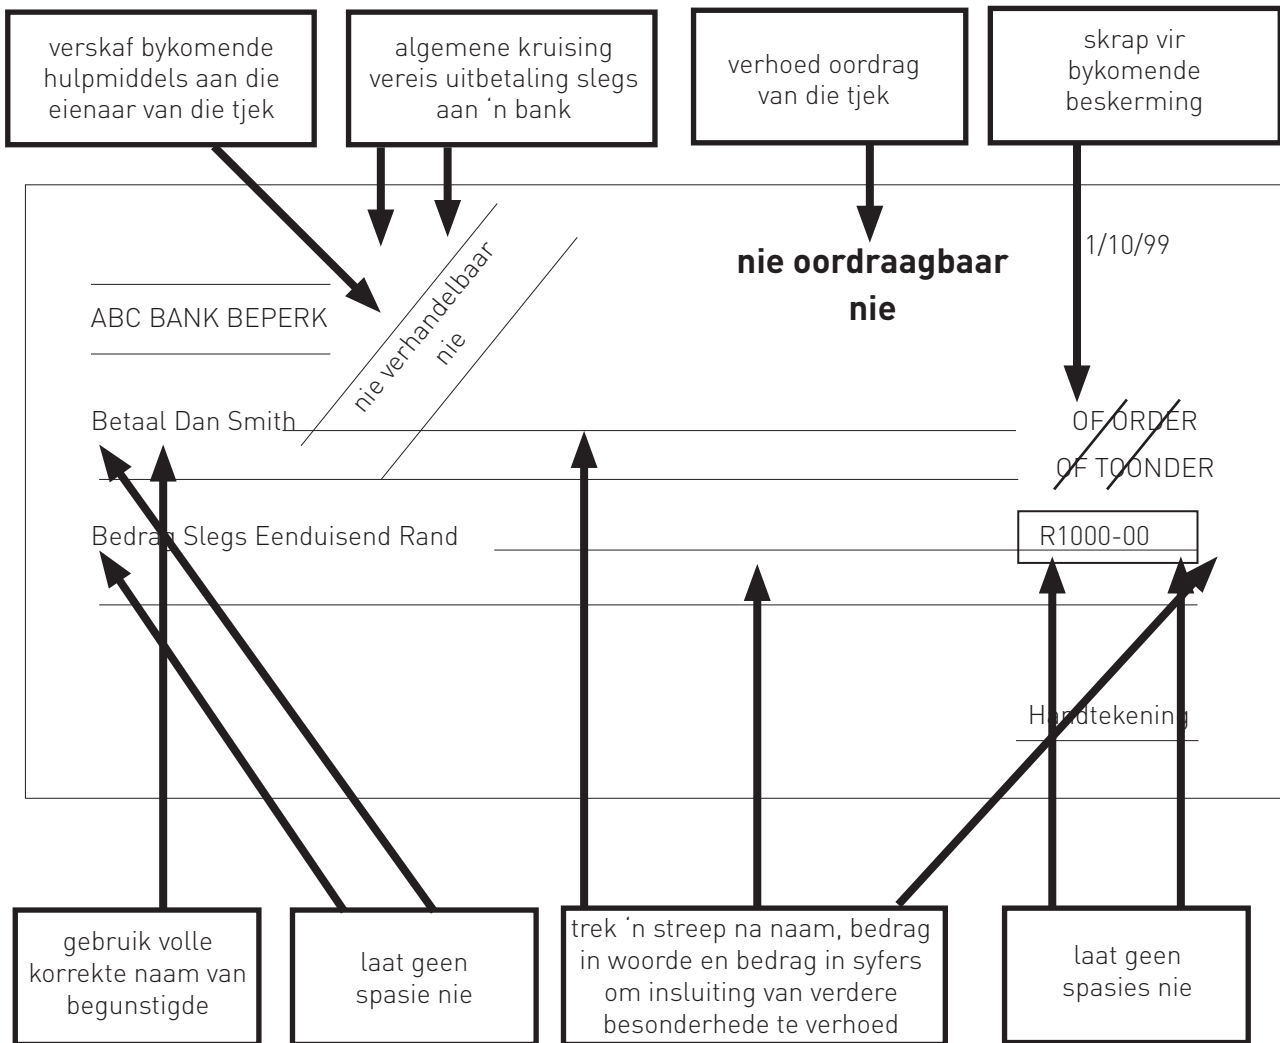 verskaf bykomende
hulpmiddels aan die
eienaar van die tjek
algemene kruising
vereis uitbetaling slegs
aan ‘n bank
verhoed oordrag
van die tjek
skrap vir
bykomende
beskerming
nie oordraagbaar
nie
1/10/99
ABC BANK BEPERK
nie verhandelbaar
nie
Betaal Dan Smith
OF ORDER
OF TOONDER
Bedrag Slegs Eenduisend Rand
R1000-00
Handtekening
gebruik volle
korrekte naam van
begunstigde
laat geen
spasie nie
trek ‘n streep na naam, bedrag
in woorde en bedrag in syfers
om insluiting van verdere
besonderhede te verhoed
laat geen
spasies nie